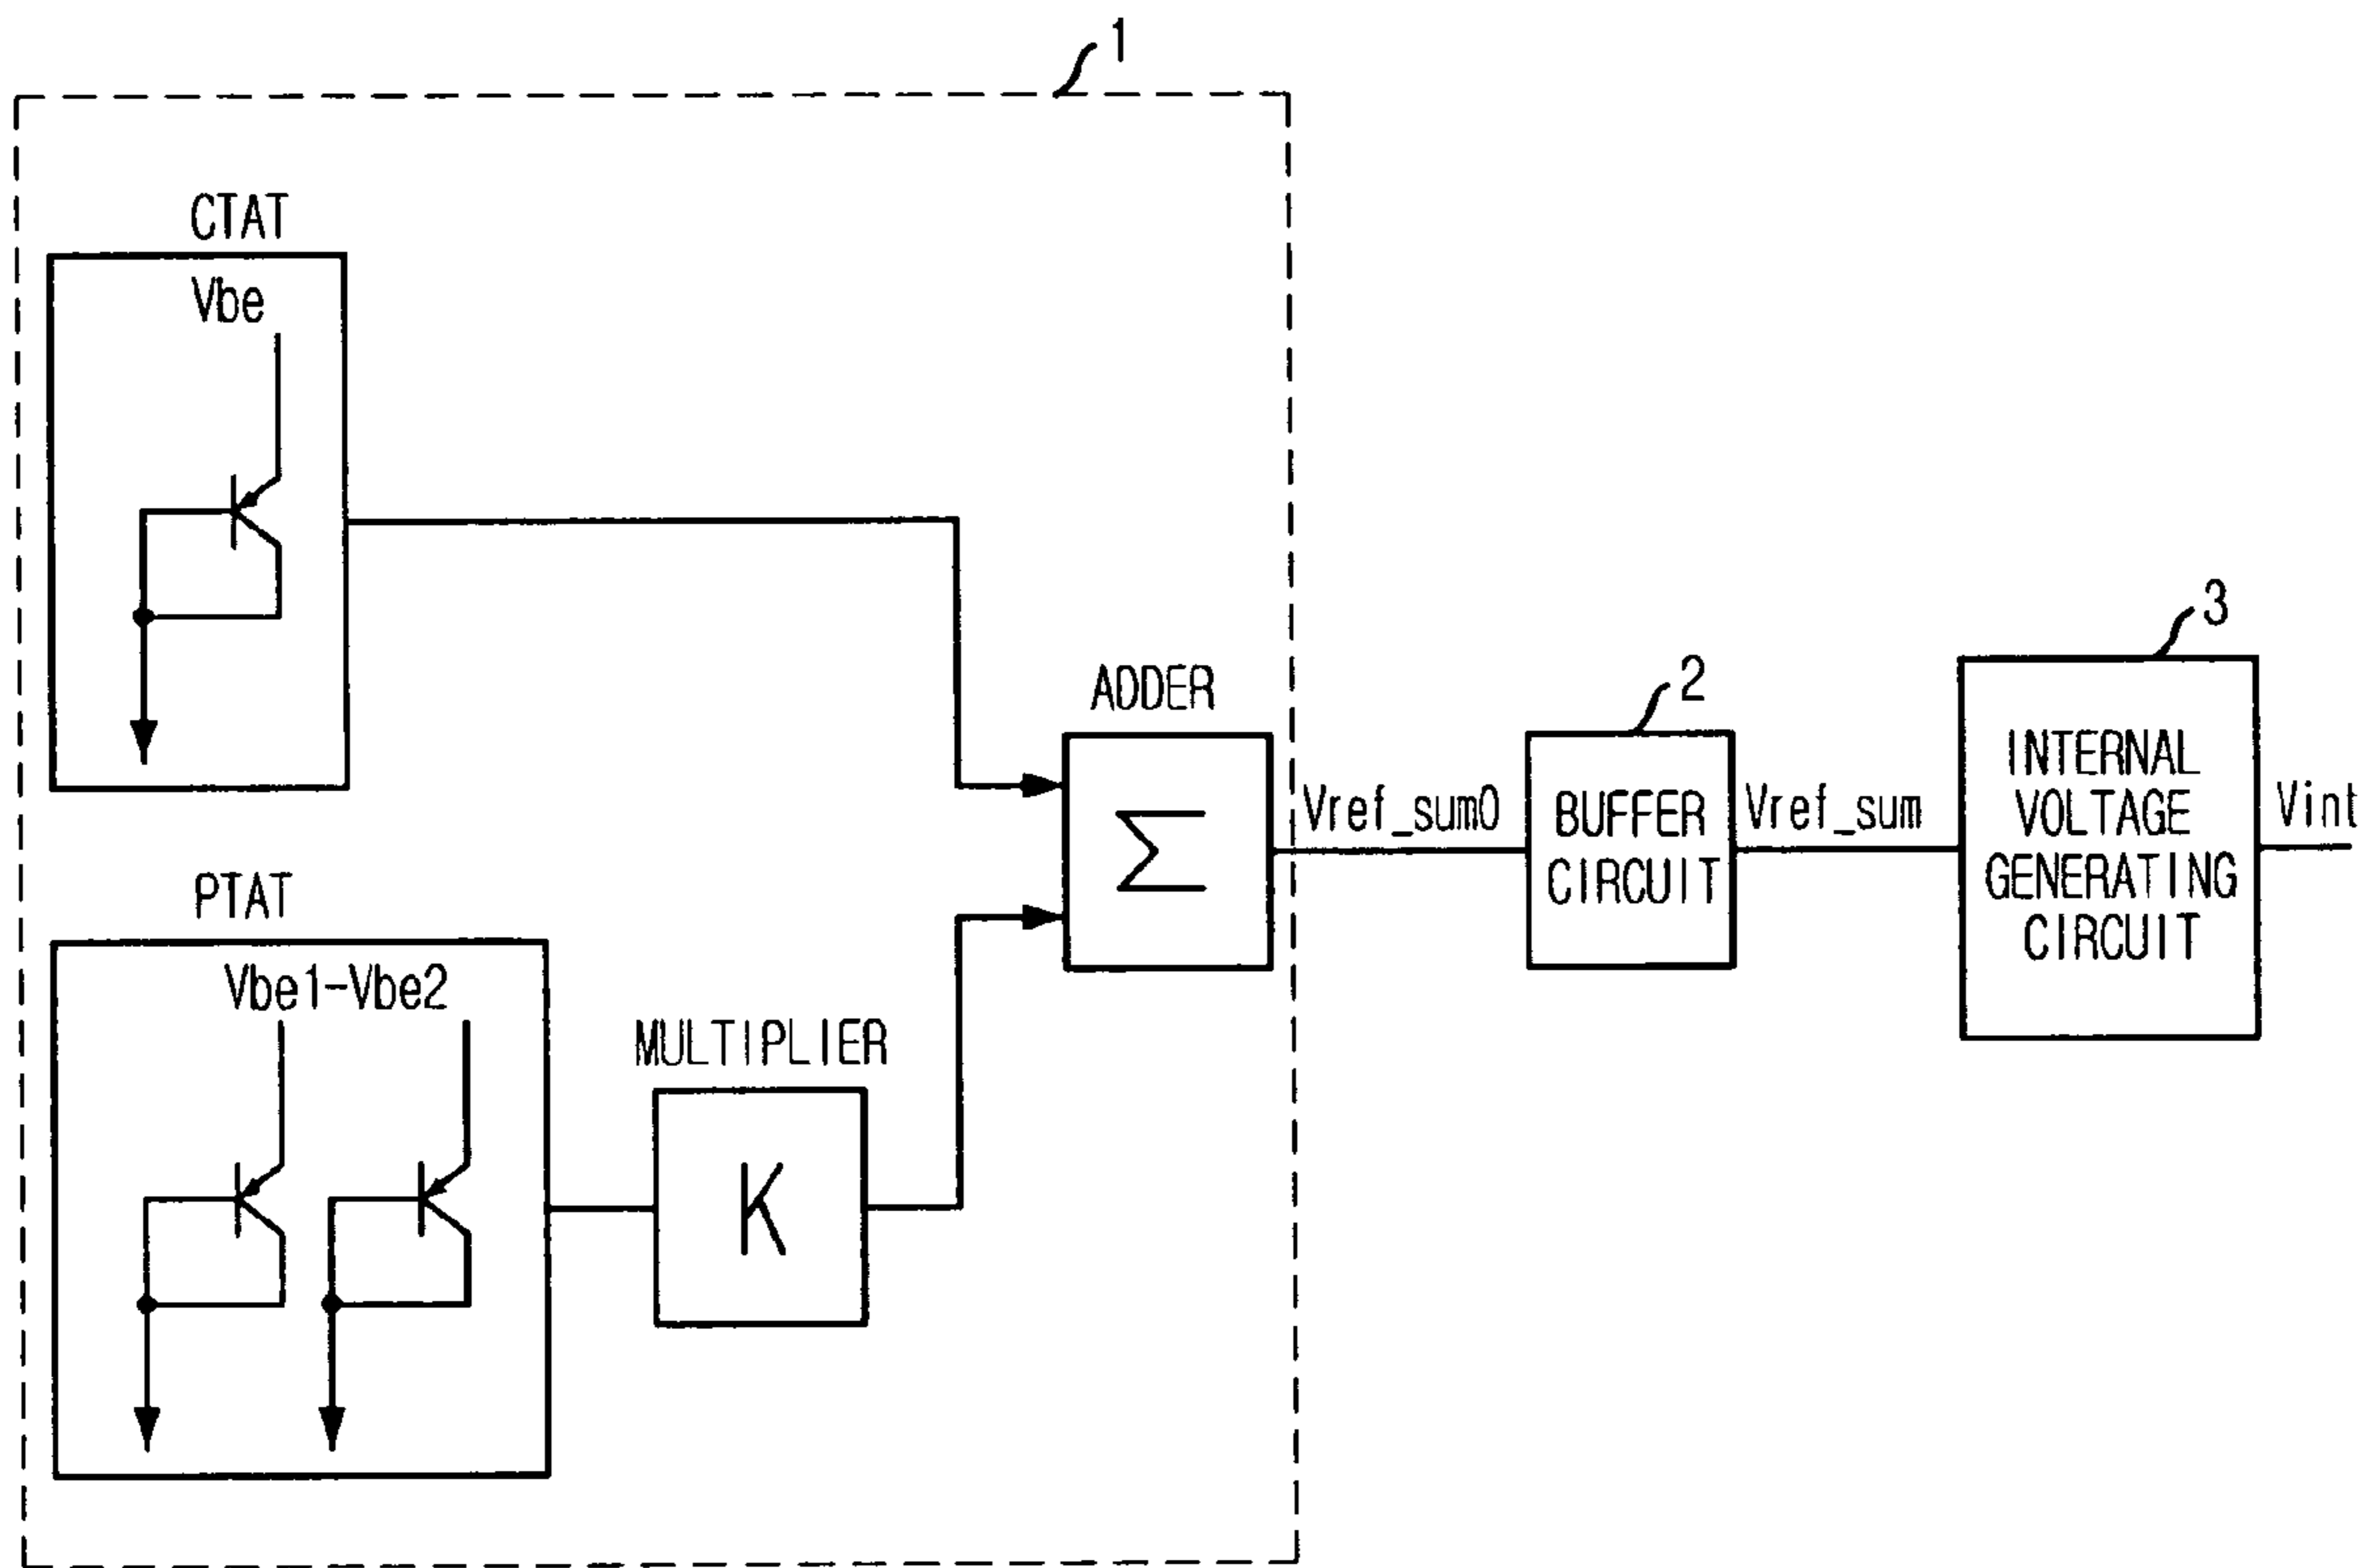 1
CTAT
Vbe
3
ADDER
2
INTERNAL
VOLTAGE
GENERATING
CIRCUIT
Vref_sum0
BUFFER
CIRCUIT
Vref_sum
Vint
Σ
PTAT
Vbe1-Vbe2
MULTIPLIER
K